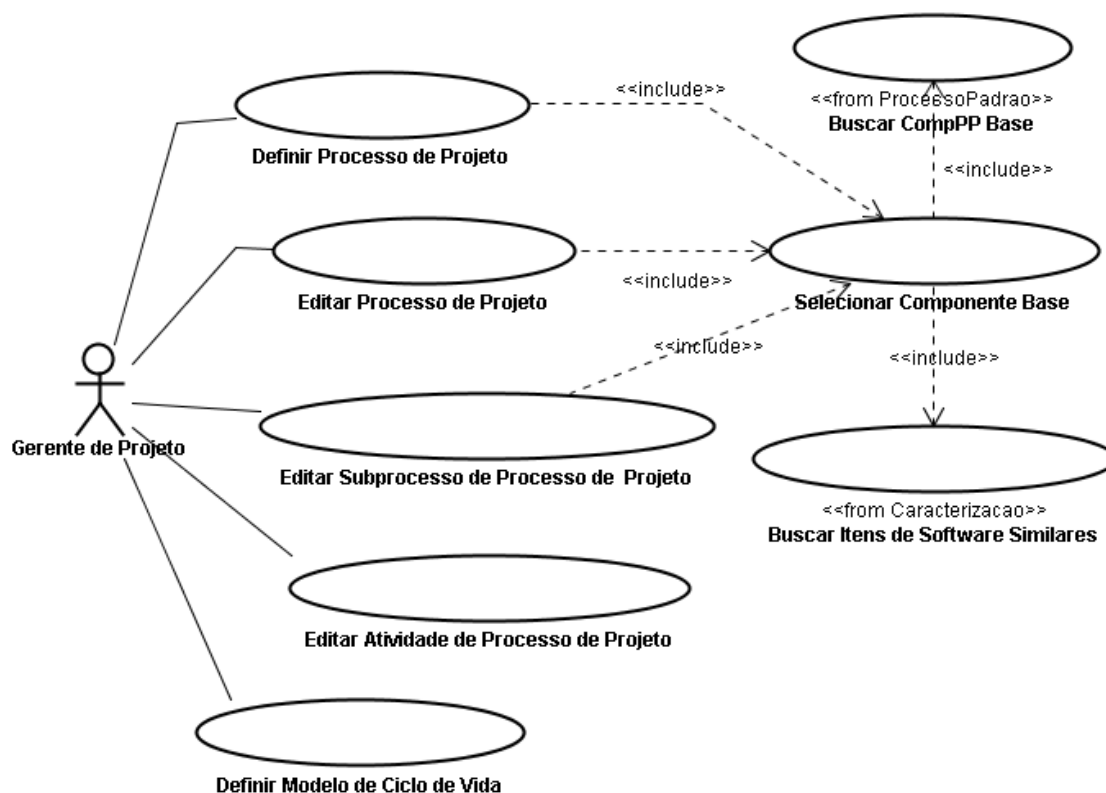 <<from ProcessoPadrao>>
Buscar CompPP Base
<<include>>
Definir Processo de Projeto
<<include>>
<<include>>
Editar Processo de Projeto
Selecionar Componente Base
<<include>>
<<include>>
Gerente de Projeto
Editar Subprocesso de Processo de Projeto
<<from Caracterizacao>>
Buscar Itens de Software Similares
Editar Atividade de Processo de Projeto
Definir Modelo de Ciclo de Vida